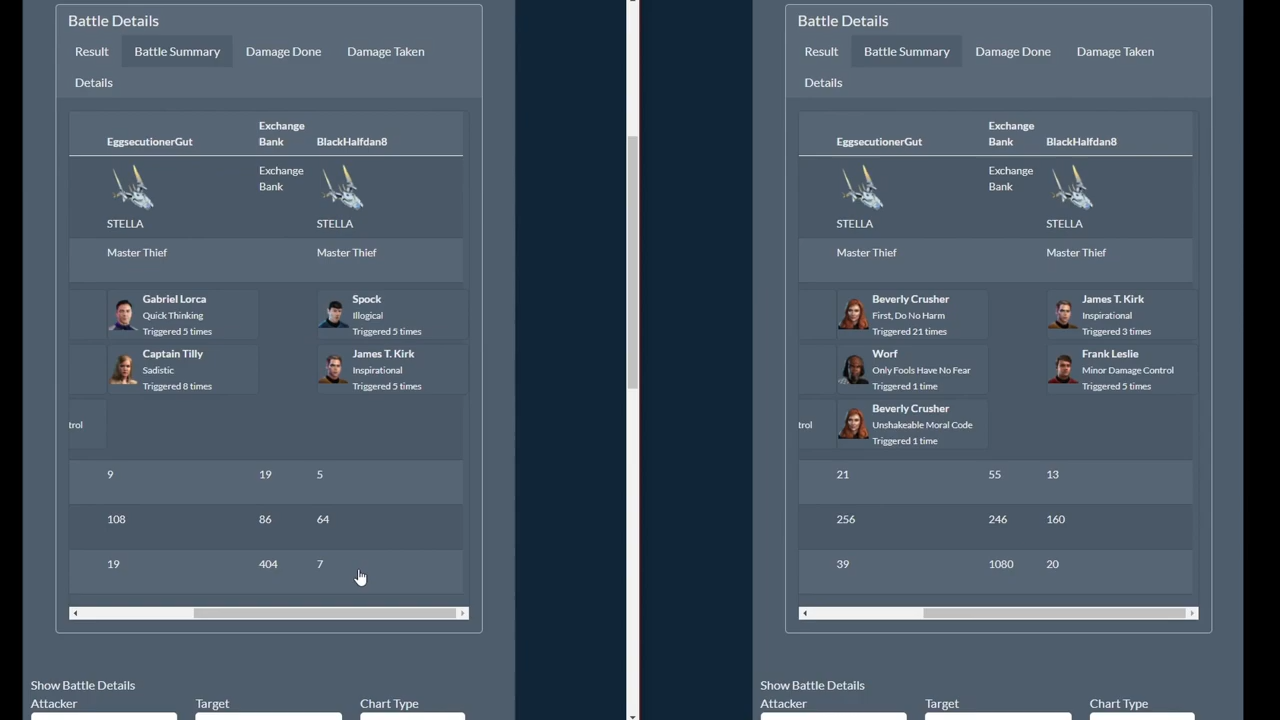 Battle Details
Result Battle Summary Damage Done Damage Taken
Details
EggsecutionerGut Exchange Bank BlackHalfdan8
Exchange Bank
STELLA STELLA
Master Thief Master Thief
Gabriel Lorca
Quick Thinking
Triggered 5 times
Spock
Illogical
Triggered 5 times
Captain Tilly
Sadistic
Triggered 8 times
James T. Kirk
Inspirational
Triggered 5 times
trol
9 19 5
108 86 64
19 404 7
Show Battle Details
Attacker Target Chart Type
Battle Details
Result Battle Summary Damage Done Damage Taken
Details
EggsecutionerGut Exchange Bank BlackHalfdan8
Exchange Bank
STELLA STELLA
Master Thief Master Thief
Beverly Crusher
First, Do No Harm
Triggered 21 times
James T. Kirk
Inspirational
Triggered 3 times
Worf
Only Fools Have No Fear
Triggered 1 time
Frank Leslie
Minor Damage Control
Triggered 5 times
trol
Beverly Crusher
Unshakeable Moral Code
Triggered 1 time
21 55 13
256 246 160
39 1080 20
Show Battle Details
Attacker Target Chart Type